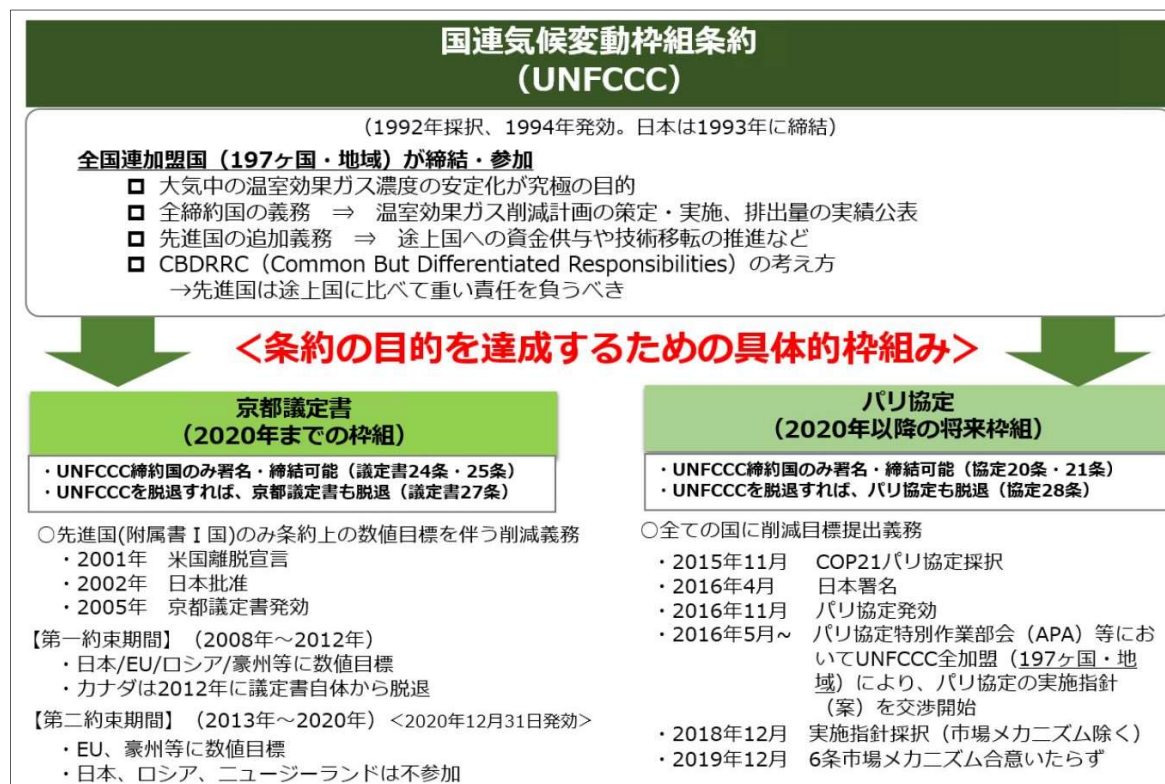 国連気候変動枠組条約
（UNFCCC）
（1992年採択、1994年発効。日本は1993年に締結）
全国連加盟国（197ヶ国・地域）が締結・参加
大気中の温室効果ガス濃度の安定化が究極の目的
全締約国の義務　⇒　温室効果ガス削減計画の策定・実施、排出量の実績公表
先進国の追加義務　⇒　途上国への資金供与や技術移転の推進など
CBDRRC（Common But Differentiated Responsibilities）の考え方
→先進国は途上国に比べて重い責任を負うべき
＜条約の目的を達成するための具体的枠組み＞
京都議定書
（2020年までの枠組）
・UNFCCC締約国のみ署名・締結可能（議定書24条・25条）
・UNFCCCを脱退すれば、京都議定書も脱退（議定書27条）
○先進国(附属書Ⅰ国)のみ条約上の数値目標を伴う削減義務
・2001年　米国離脱宣言
・2002年　日本批准
・2005年　京都議定書発効
【第一約束期間】（2008年～2012年）
・日本/EU/ロシア/豪州等に数値目標
・カナダは2012年に議定書自体から脱退
【第二約束期間】（2013年～2020年）＜2020年12月31日発効＞
・EU、豪州等に数値目標
・日本、ロシア、ニュージーランドは不参加
パリ協定
（2020年以降の将来枠組）
・UNFCCC締約国のみ署名・締結可能（協定20条・21条）
・UNFCCCを脱退すれば、パリ協定も脱退（協定28条）
○全ての国に削減目標提出義務
・2015年11月　COP21パリ協定採択
・2016年4月　日本署名
・2016年11月　パリ協定発効
・2016年5月~　パリ協定特別作業部会（APA）等にお
いてUNFCCC全加盟（197ヶ国・地
域）により、パリ協定の実施指針
（案）を交渉開始
・2018年12月　実施指針採択（市場メカニズム除く）
・2019年12月　6条市場メカニズム合意いたらず